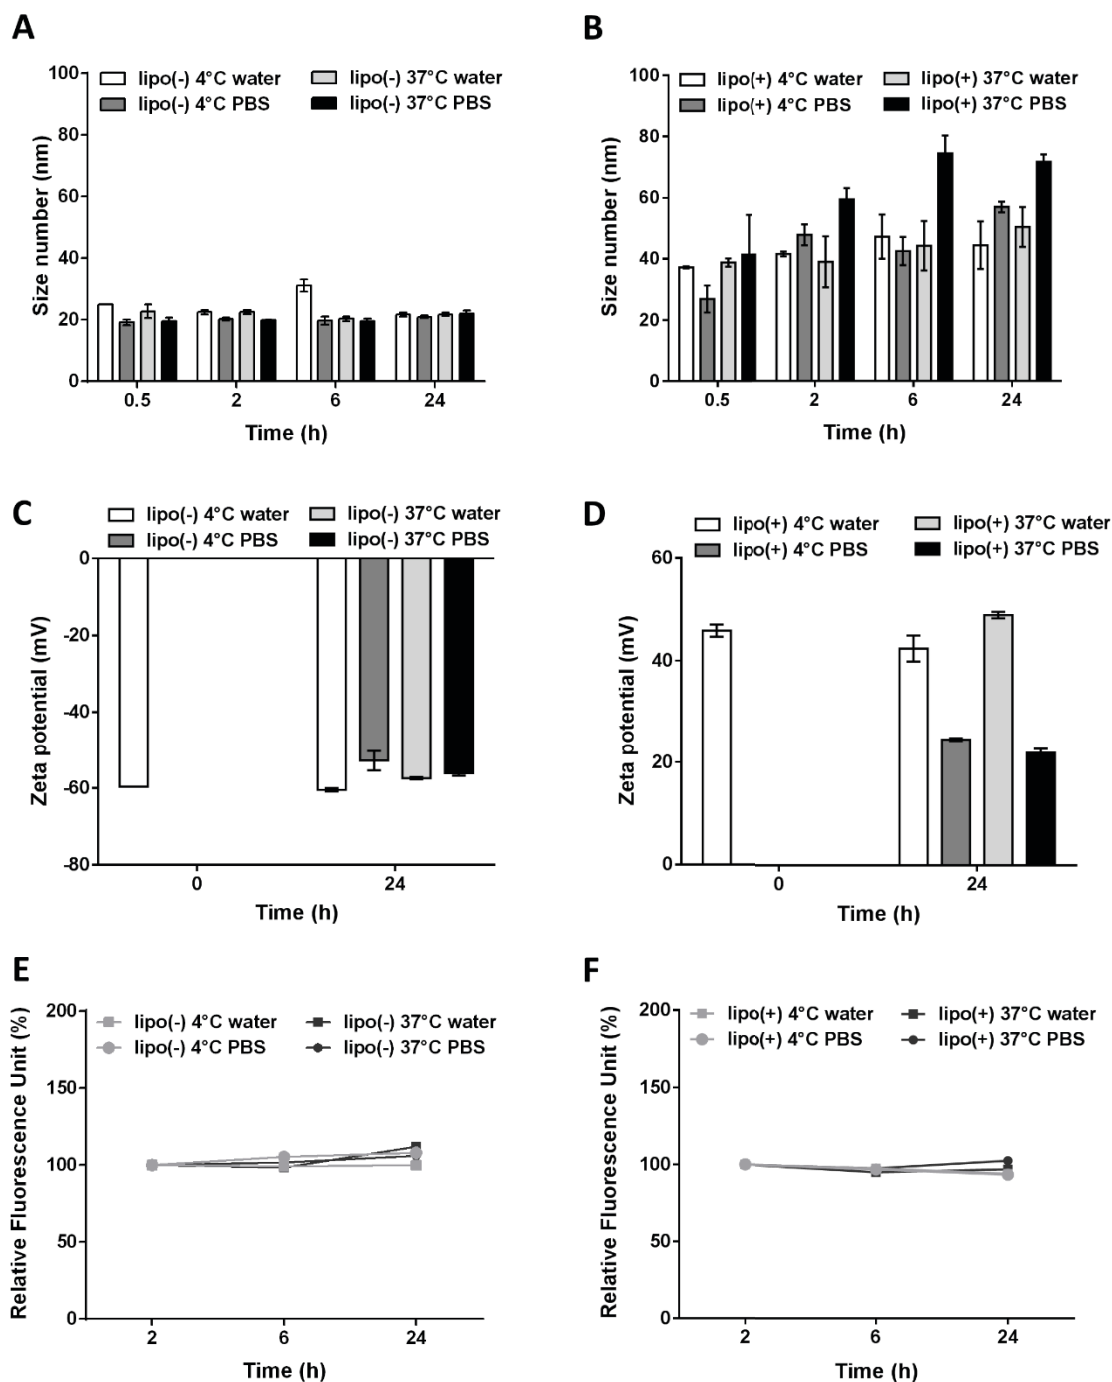 A
lipo(-) 4°C water
lipo(-) 37°C water
lipo(-) 4°C PBS
lipo(-) 37°C PBS
Size number (nm)
100
80
60
40
20
0
0.5
2
6
24
Time (h)
B
lipo(+) 4°C water
lipo(+) 37°C water
lipo(+) 4°C PBS
lipo(+) 37°C PBS
Size number (nm)
100
80
60
40
20
0
0.5
2
6
24
Time (h)
C
lipo(-) 4°C water
lipo(-) 37°C water
lipo(-) 4°C PBS
lipo(-) 37°C PBS
Zeta potential (mV)
0
-20
-40
-60
-80
0
24
Time (h)
D
lipo(+) 4°C water
lipo(+) 37°C water
lipo(+) 4°C PBS
lipo(+) 37°C PBS
Zeta potential (mV)
60
40
20
0
0
24
Time (h)
E
lipo(-) 4°C water
lipo(-) 37°C water
lipo(-) 4°C PBS
lipo(-) 37°C PBS
Relative Fluorescence Unit (%)
200
150
100
50
0
2
6
24
Time (h)
F
lipo(+) 4°C water
lipo(+) 37°C water
lipo(+) 4°C PBS
lipo(+) 37°C PBS
Relative Fluorescence Unit (%)
200
150
100
50
0
2
6
24
Time (h)